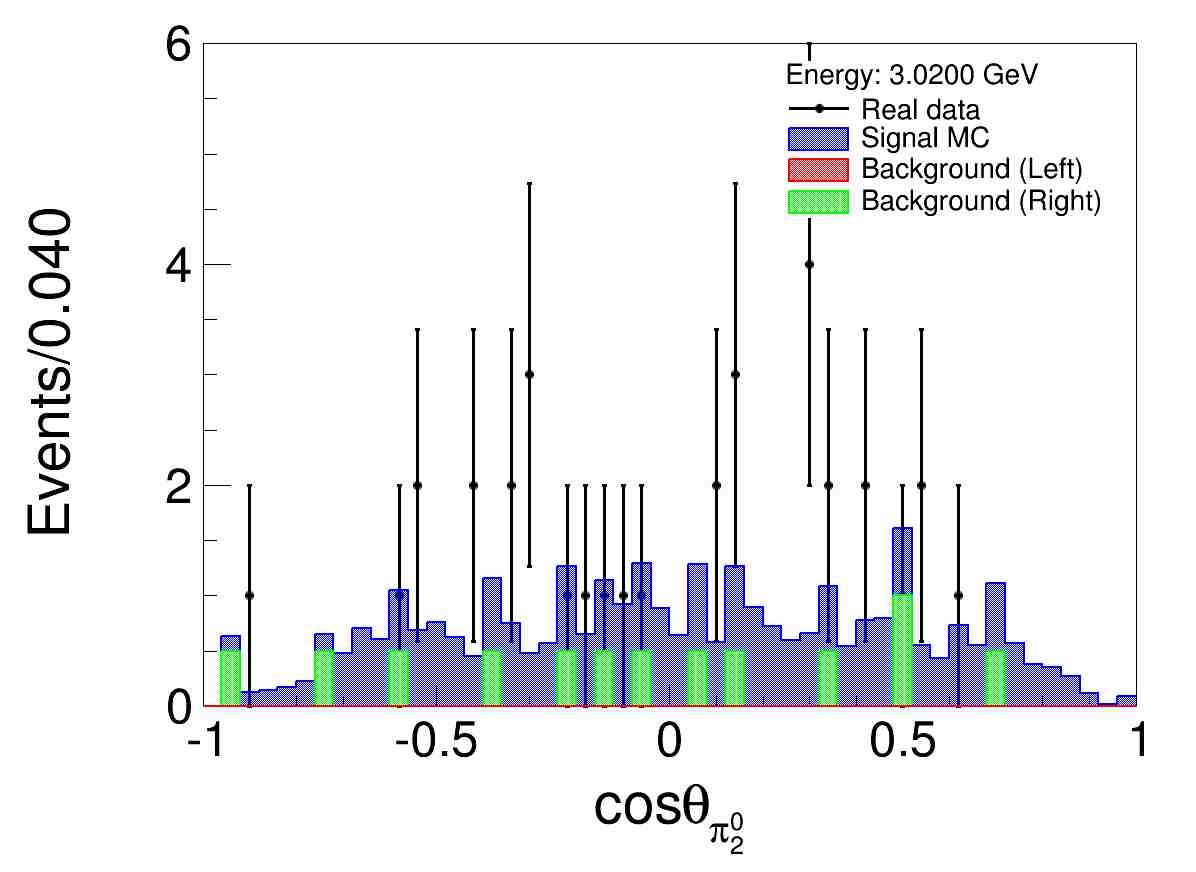 6
Energy: 3.0200 GeV
Real data
Signal MC
Background (Left)
Background (Right)
4
2
0
Events/0.040
-1 -0.5 0 0.5 1
cosθπ⁰₂